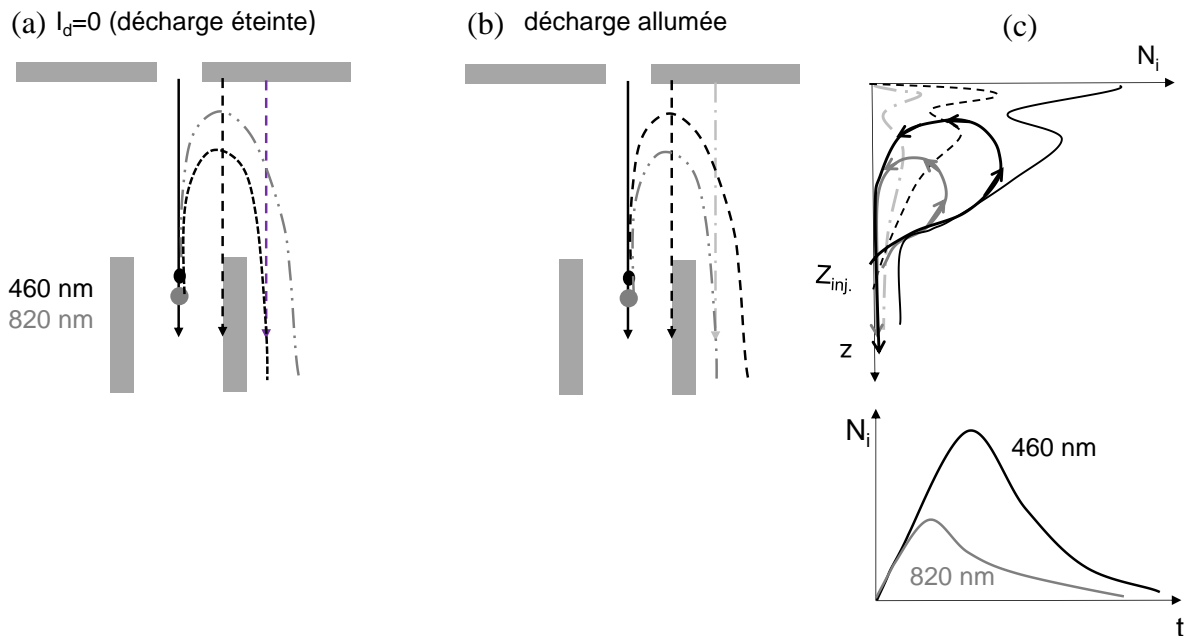 (a) I_d=0 (décharge éteinte)
460 nm
820 nm
(b) décharge allumée
(c)
N_i
Z_inj.
z
N_i
460 nm
820 nm
t